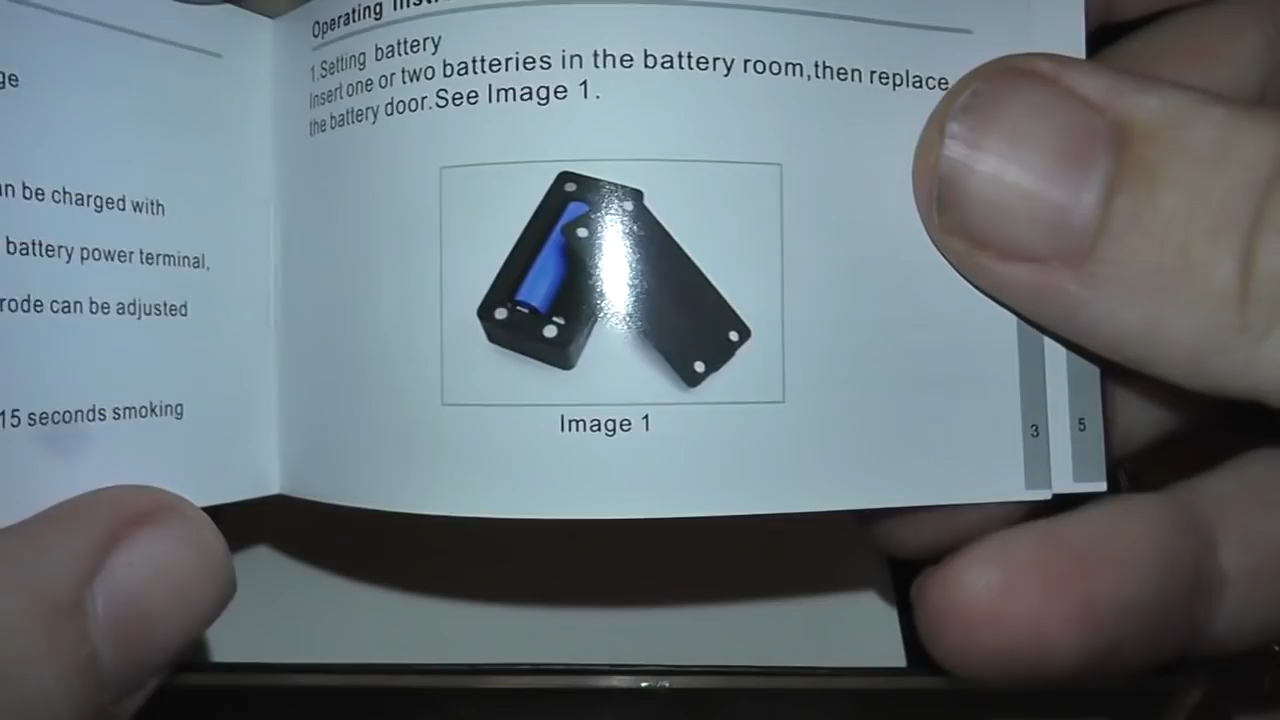 ge
an be charged with
battery power terminal,
rode can be adjusted
15 seconds smoking
Operating
1.Setting battery
Insert one or two batteries in the battery room,then replace
the battery door.See Image 1.
Image 1
3
5